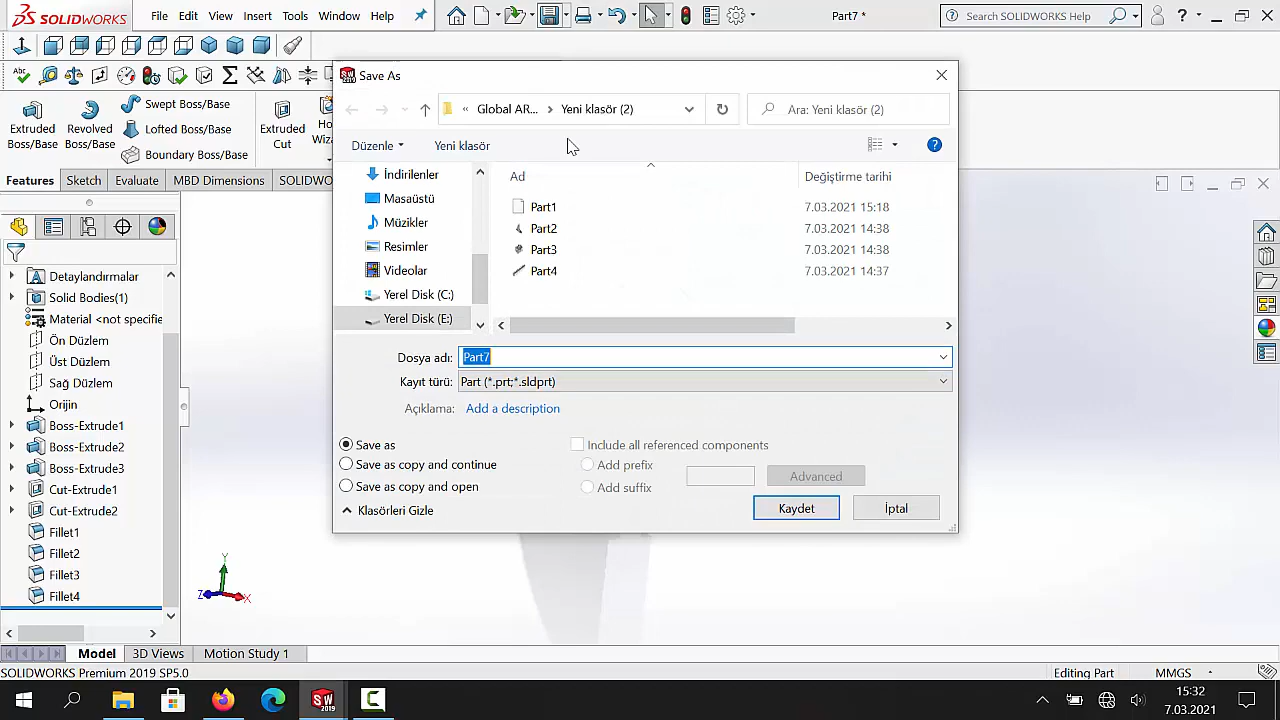 SOLIDWORKS
File Edit View Insert Tools Window Help
Part7 *
Search SOLIDWORKS Help
Extruded Boss/Base
Revolved Boss/Base
Swept Boss/Base
Lofted Boss/Base
Boundary Boss/Base
Extruded Cut
Features Sketch Evaluate MBD Dimensions
Detaylandırmalar
Solid Bodies(1)
Material <not specifie
Ön Düzlem
Üst Düzlem
Sağ Düzlem
Orijin
Boss-Extrude1
Boss-Extrude2
Boss-Extrude3
Cut-Extrude1
Cut-Extrude2
Fillet1
Fillet2
Fillet3
Fillet4
Save As
« Global AR... > Yeni klasör (2)
Ara: Yeni klasör (2)
Düzenle Yeni klasör
İndirilenler
Masaüstü
Müzikler
Resimler
Videolar
Yerel Disk (C:)
Yerel Disk (E:)
Ad Değiştirme tarihi
Part1 7.03.2021 15:18
Part2 7.03.2021 14:38
Part3 7.03.2021 14:38
Part4 7.03.2021 14:37
Dosya adı: Part7
Kayıt türü: Part (*.prt;*.sldprt)
Açıklama: Add a description
Save as
Save as copy and continue
Save as copy and open
Include all referenced components
Add prefix
Add suffix
Advanced
Klasörleri Gizle
Kaydet İptal
Y
Z X
Model 3D Views Motion Study 1
SOLIDWORKS Premium 2019 SP5.0
Editing Part MMGS
15:32
7.03.2021